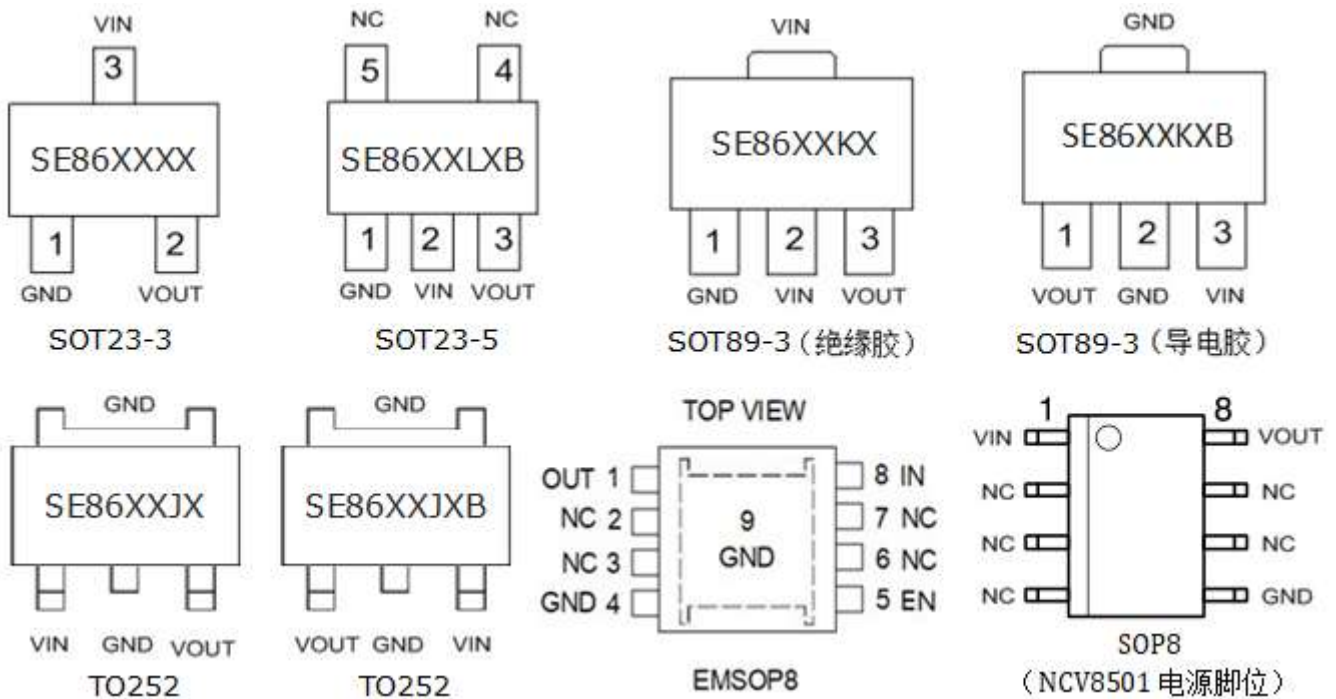 VIN
3
SE86XXXX
1 2
GND VOUT
SOT23-3
NC NC
5 4
SE86XXLXB
1 2 3
GND VIN VOUT
SOT23-5
VIN
SE86XXKX
1 2 3
GND VIN VOUT
SOT89-3（绝缘胶）
GND
SE86XXKXB
1 2 3
VOUT GND VIN
SOT89-3（导电胶）
GND
SE86XXJX
VIN GND VOUT
TO252
GND
SE86XXJXB
VOUT GND VIN
TO252
TOP VIEW
OUT 1 8 IN
NC 2 7 NC
9
NC 3 6 NC
GND
GND 4 5 EN
EMSOP8
1 8
VIN VOUT
NC NC
NC NC
NC GND
SOP8
（NCV8501 电源脚位）